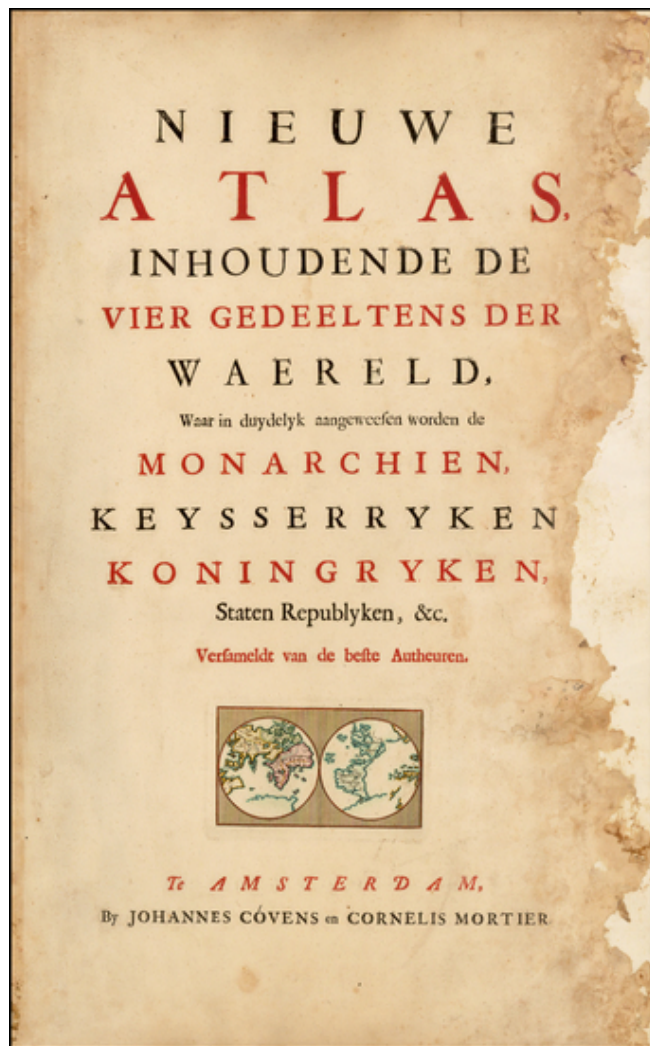 NIEUWE
ATLAS,
INHOUDENDE DE
VIER GEDEELTENS DER
WAERELD,
Waar in duydelyk aangeweesen worden de
MONARCHIEN,
KEYSSERRYKEN
KONINGRYKEN,
Staten Republyken, &c.
Versameldt van de beste Autheuren.
Te AMSTERDAM,
By JOHANNES COVENS en CORNELIS MORTIER